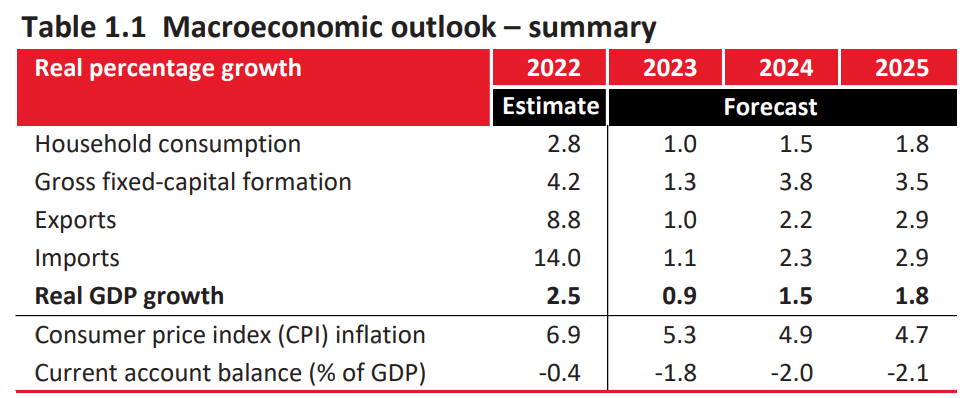 Table 1.1 Macroeconomic outlook – summary
Real percentage growth 2022 2023 2024 2025
Estimate Forecast
Household consumption 2.8 1.0 1.5 1.8
Gross fixed-capital formation 4.2 1.3 3.8 3.5
Exports 8.8 1.0 2.2 2.9
Imports 14.0 1.1 2.3 2.9
Real GDP growth 2.5 0.9 1.5 1.8
Consumer price index (CPI) inflation 6.9 5.3 4.9 4.7
Current account balance (% of GDP) -0.4 -1.8 -2.0 -2.1